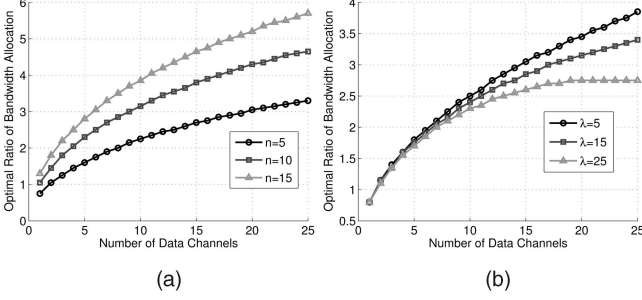 Optimal Ratio of Bandwidth Allocation
6
5
4
3
2
1
0
0 5 10 15 20 25
Number of Data Channels
n=5
n=10
n=15
(a)
Optimal Ratio of Bandwidth Allocation
4
3.5
3
2.5
2
1.5
1
0.5
0 5 10 15 20 25
Number of Data Channels
λ=5
λ=15
λ=25
(b)